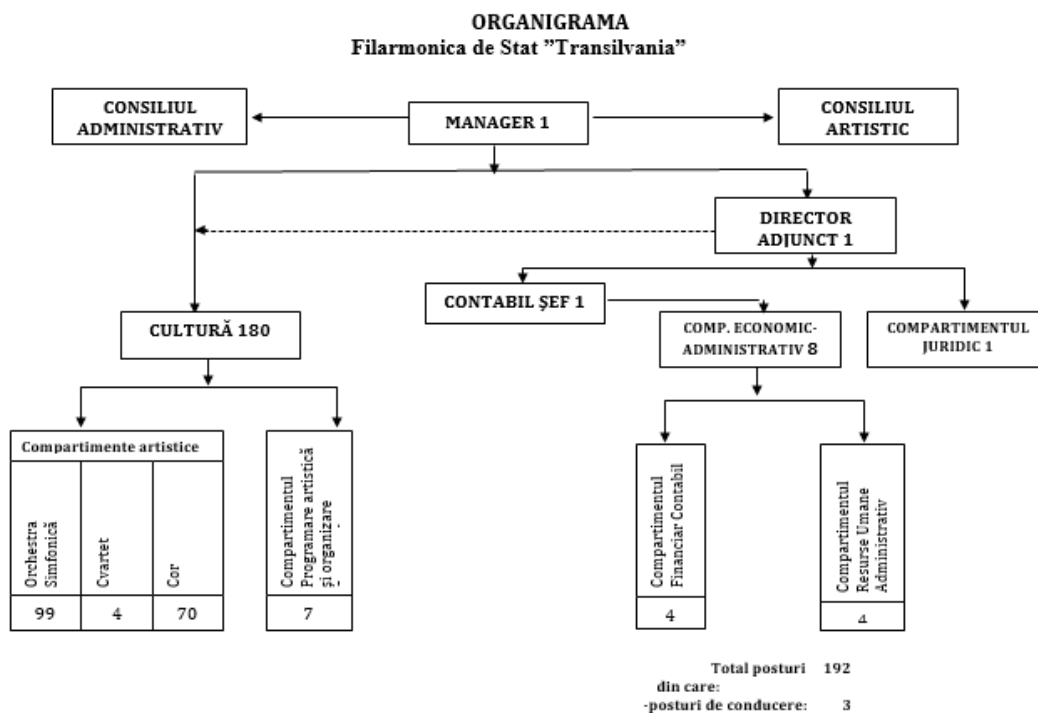 ORGANIGRAMA
Filarmonica de Stat ”Transilvania”
CONSILIUL
ADMINISTRATIV
MANAGER 1
CONSILIUL
ARTISTIC
DIRECTOR
ADJUNCT 1
CONTABIL ŞEF 1
CULTURĂ 180
COMP. ECONOMIC-
ADMINISTRATIV 8
COMPARTIMENTUL
JURIDIC 1
Compartimente artistice
Orchestra
Simfonică
Cvartet
Cor
Compartimentul
Programare artistică
și organizare
Compartimentul
Financiar Contabil
Compartimentul
Resurse Umane
Administrativ
99
4
70
7
4
4
Total posturi 192
din care:
-posturi de conducere: 3